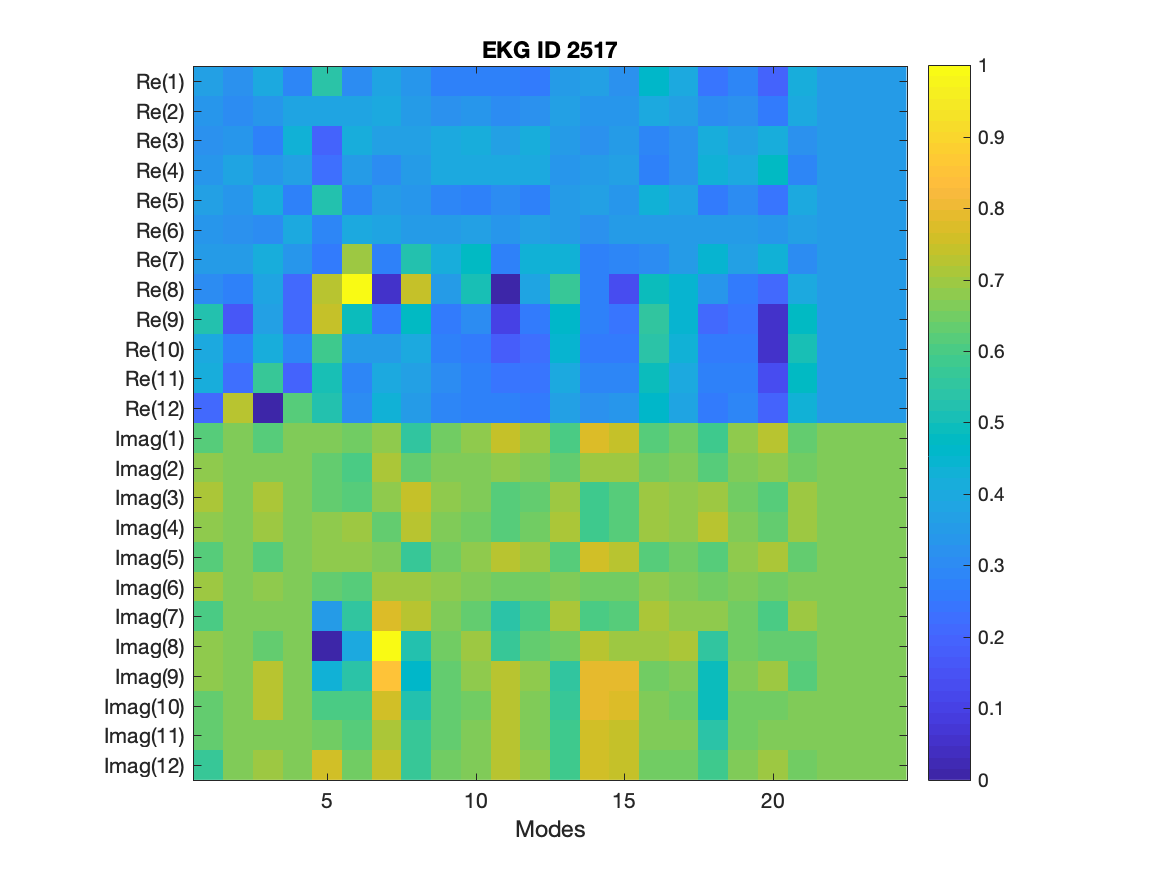 EKG ID 2517
Re(1)
Re(2)
Re(3)
Re(4)
Re(5)
Re(6)
Re(7)
Re(8)
Re(9)
Re(10)
Re(11)
Re(12)
Imag(1)
Imag(2)
Imag(3)
Imag(4)
Imag(5)
Imag(6)
Imag(7)
Imag(8)
Imag(9)
Imag(10)
Imag(11)
Imag(12)
5 10 15 20
Modes
1
0.9
0.8
0.7
0.6
0.5
0.4
0.3
0.2
0.1
0